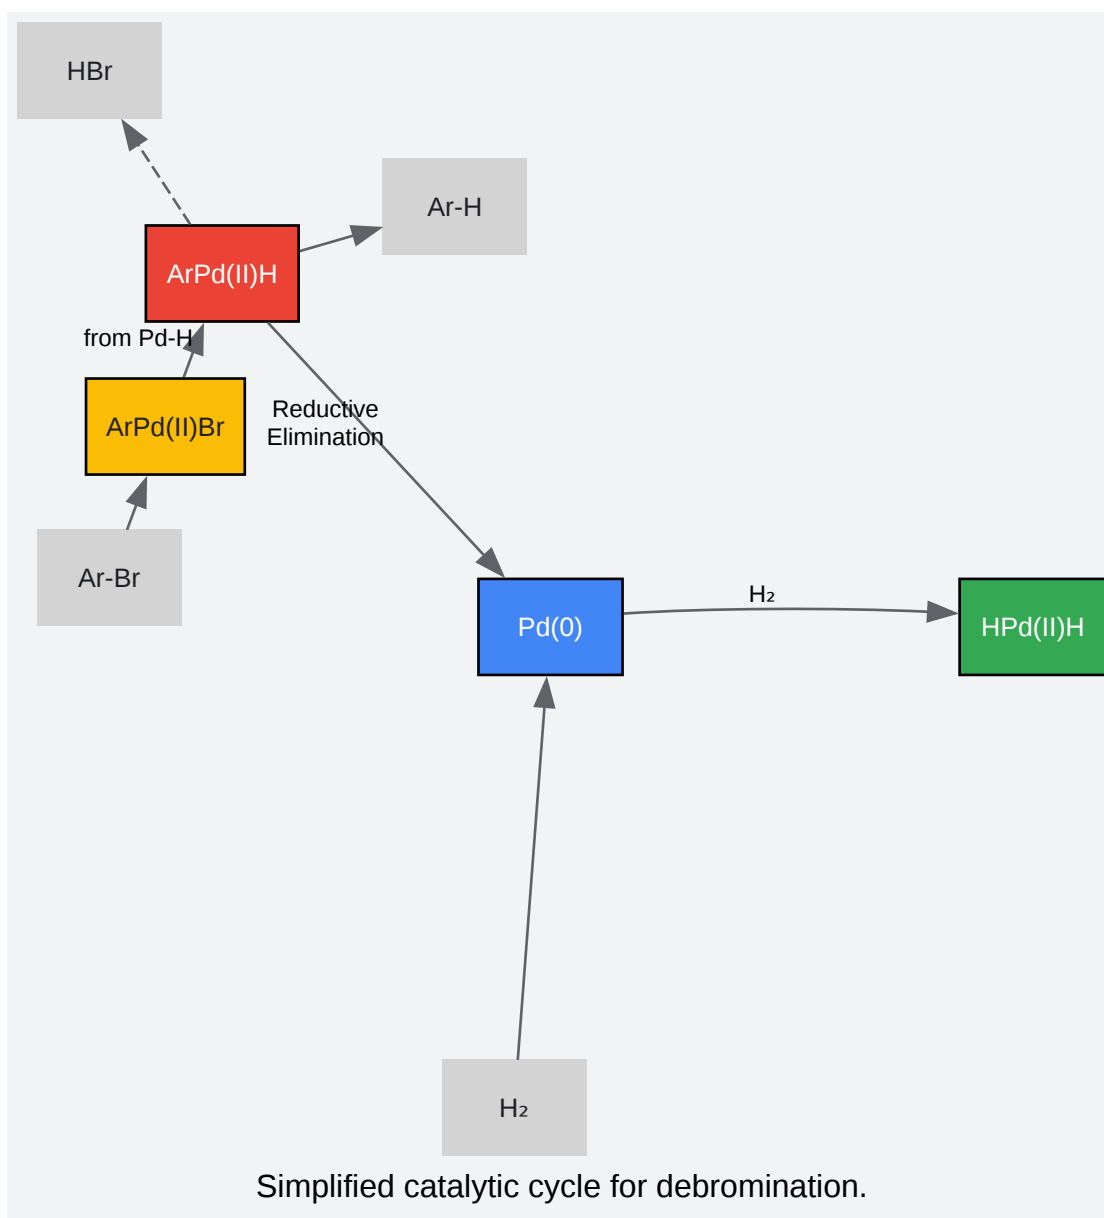 HBr
Ar-H
ArPd(II)H
from Pd-H
Reductive
Elimination
ArPd(II)Br
Ar-Br
Pd(0)
H₂
HPd(II)H
H₂
Simplified catalytic cycle for debromination.